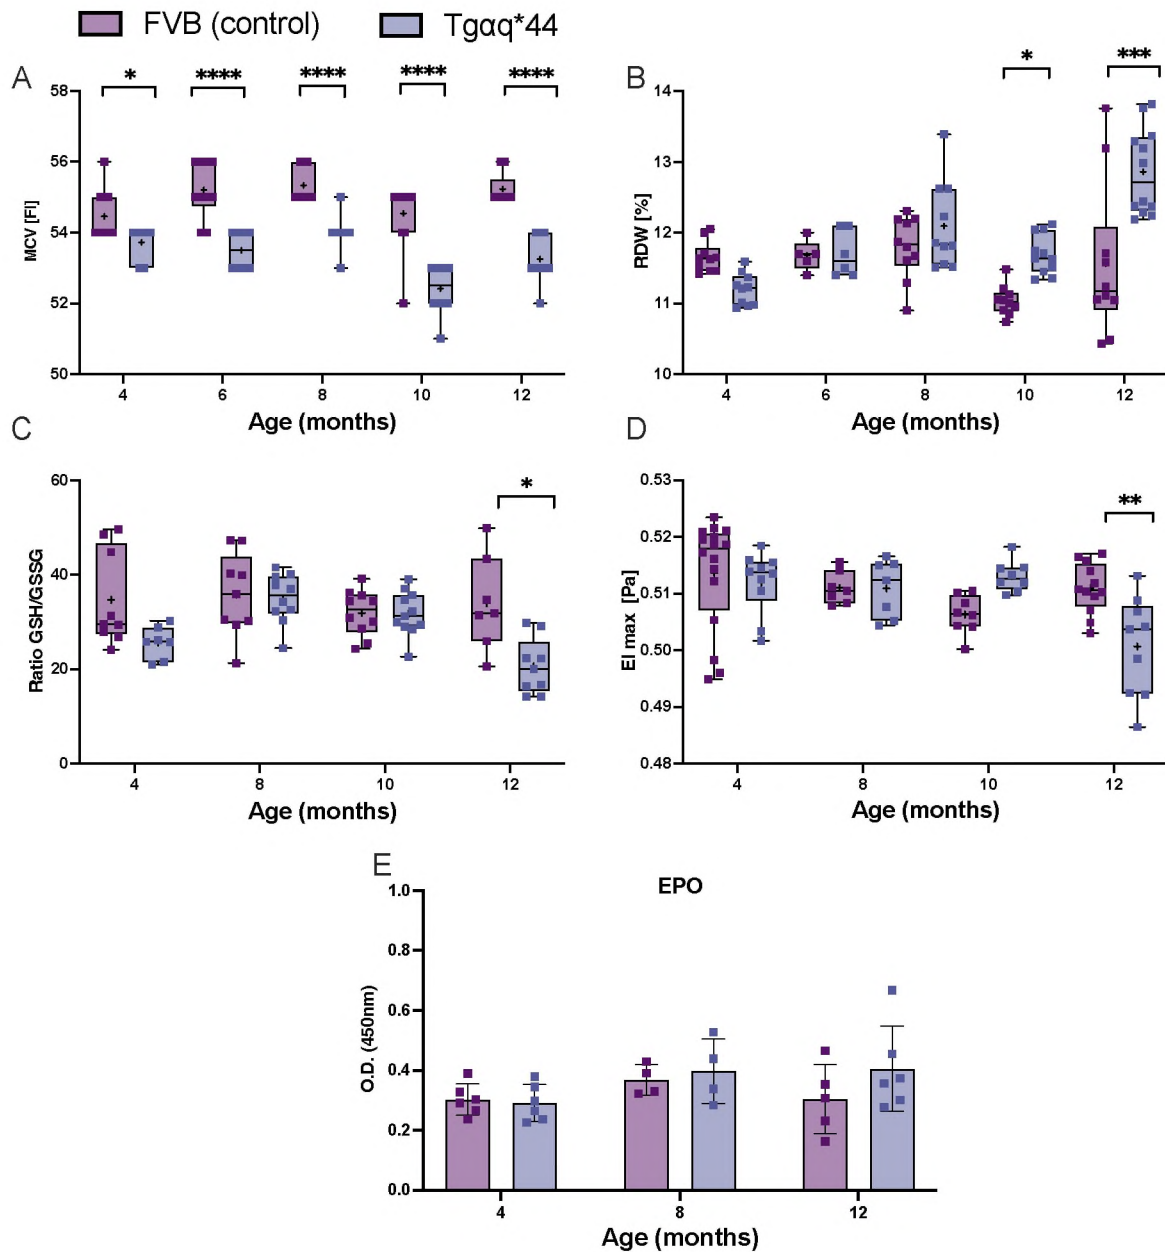 FVB (control) Tgαq*44
A
* **** **** **** ****
58
56
54
52
50
MCV [Fl]
4 6 8 10 12
Age (months)
B
* ***
14
13
12
11
10
RDW [%]
4 6 8 10 12
Age (months)
C
*
60
40
20
0
Ratio GSH/GSSG
4 8 10 12
Age (months)
D
**
0.53
0.52
0.51
0.50
0.49
0.48
EI max [Pa]
4 8 10 12
Age (months)
E
EPO
1.0
0.8
0.6
0.4
0.2
0.0
O.D. (450nm)
4 8 12
Age (months)